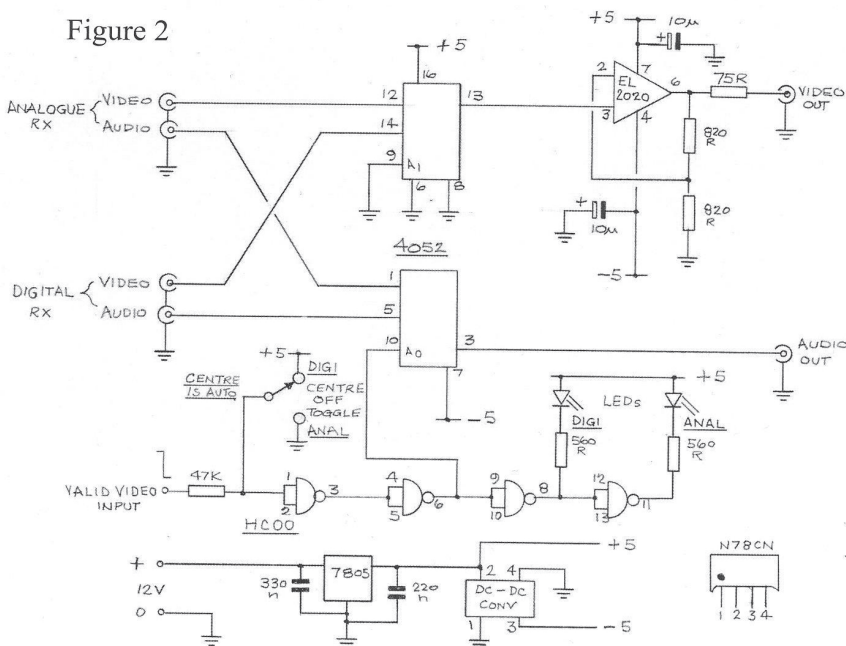 Figure 2
+5
10µ
+
+5
16
7
2
EL
2020
6
75R
VIDEO
OUT
ANALOGUE
RX
VIDEO
AUDIO
12
13
14
3
4
9
A1
6
8
820
R
+
10µ
820
R
4052
-5
DIGITAL
RX
VIDEO
AUDIO
1
5
10
A0
3
7
-5
AUDIO
OUT
+5
DIGI
CENTRE
IS AUTO
CENTRE
OFF
TOGGLE
ANAL
+5
LEDs
DIGI
ANAL
560
R
560
R
47K
VALID VIDEO
INPUT
1
2
3
4
5
6
9
10
8
12
13
11
HC00
+
12V
0
330
n
7805
220
n
+5
2
4
DC-DC
CONV
1
3
-5
N78CN
1 2 3 4